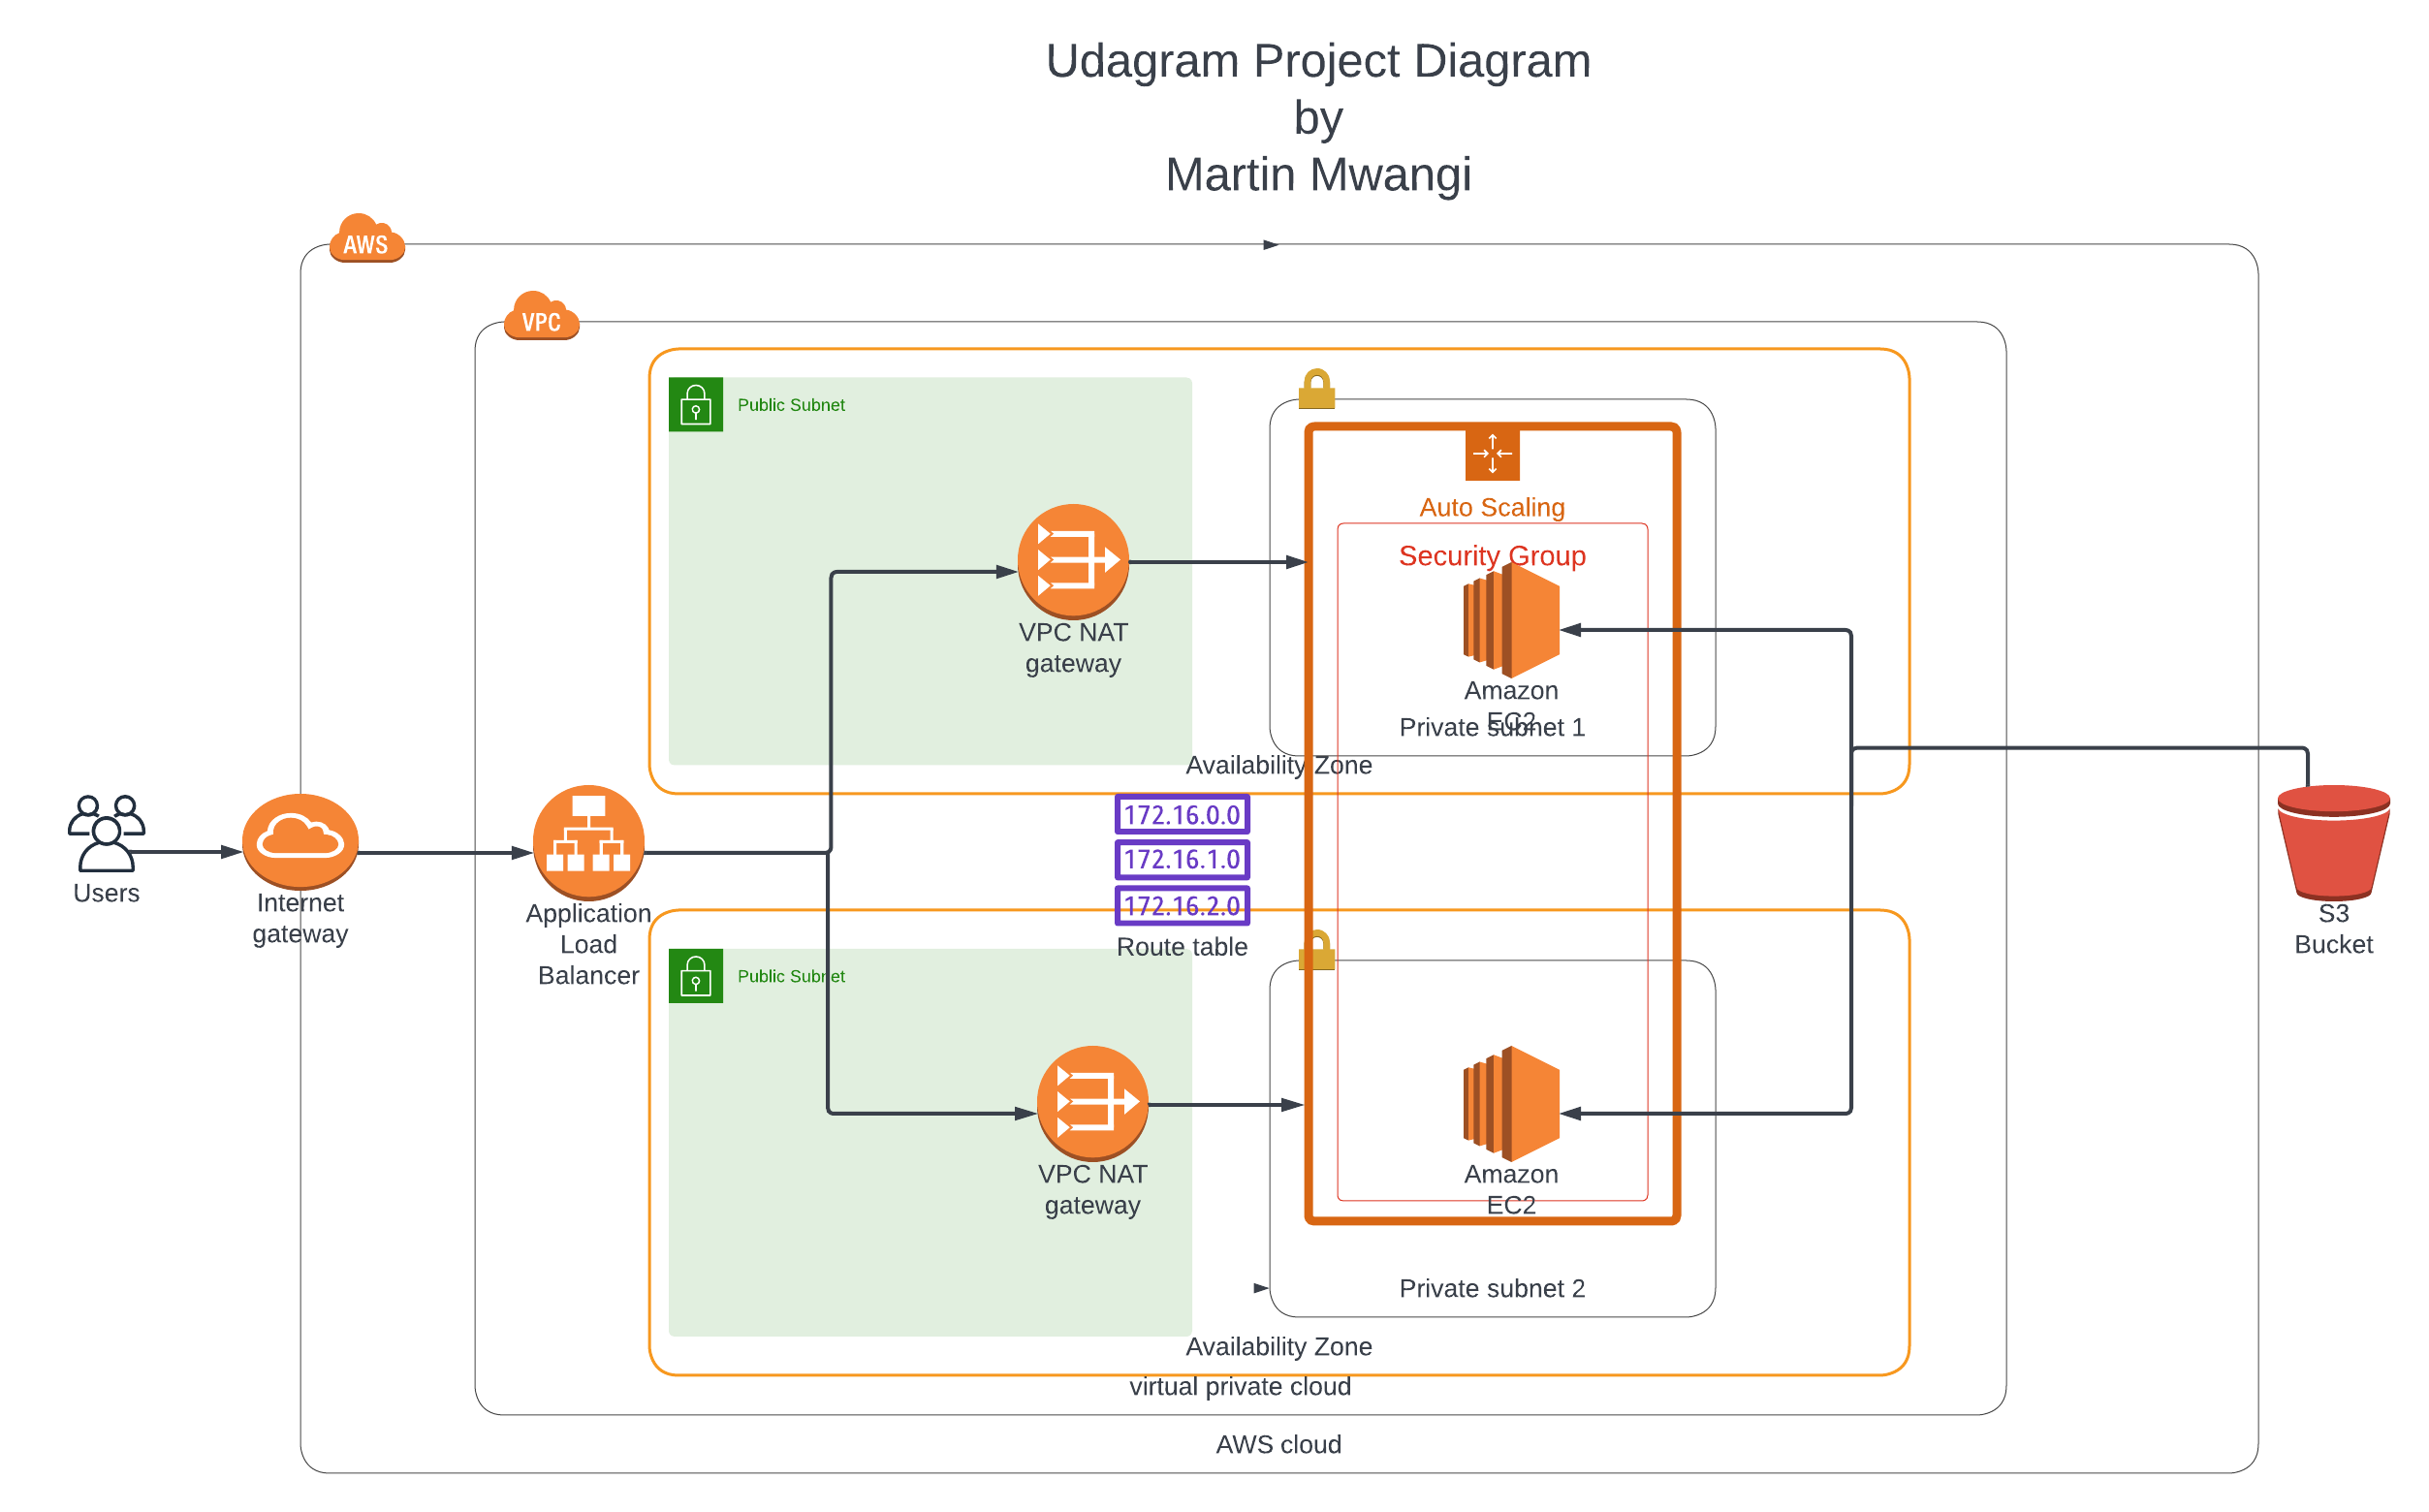 Udagram Project Diagram
by
Martin Mwangi
AWS
VPC
Public Subnet
Auto Scaling
Security Group
VPC NAT
gateway
Amazon
EC2
Private subnet 1
Availability Zone
172.16.0.0
172.16.1.0
172.16.2.0
Route table
Users
Internet
gateway
Application
Load
Balancer
S3
Bucket
Public Subnet
VPC NAT
gateway
Amazon
EC2
Private subnet 2
Availability Zone
virtual private cloud
AWS cloud